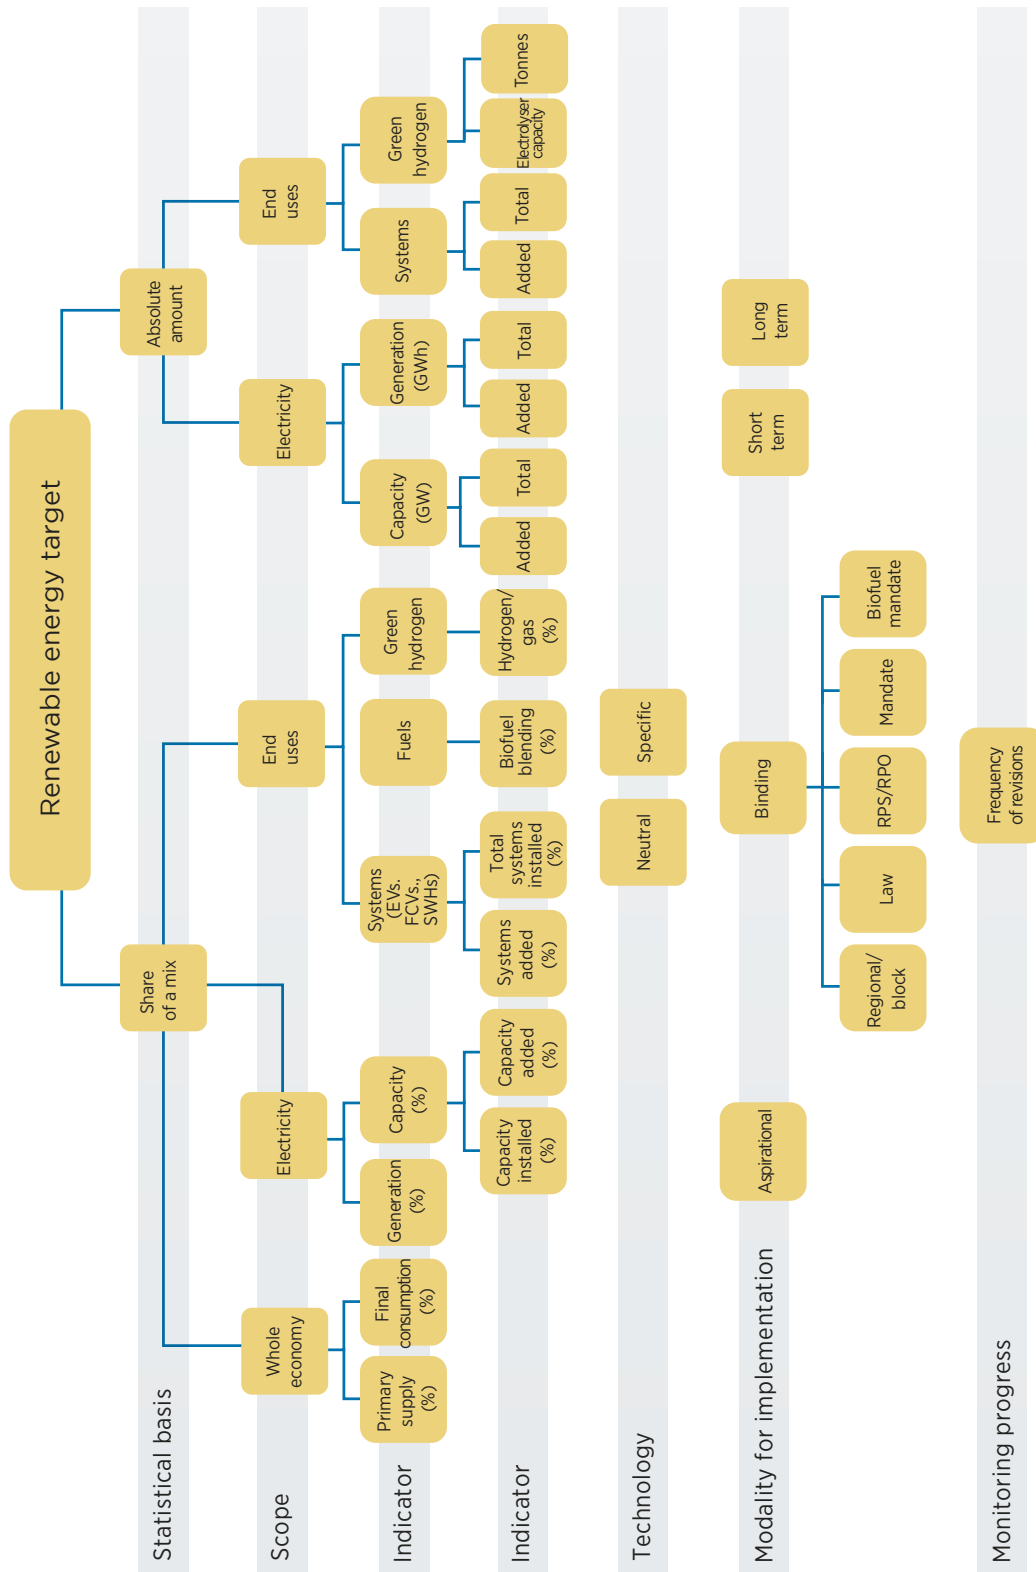 Renewable energy target
Statistical basis
Share
of a mix
Absolute
amount
Scope
Whole
economy
Electricity
End
uses
Electricity
End
uses
Indicator
Primary
supply
(%)
Final
consumption
(%)
Generation
(%)
Capacity
(%)
Systems
(EVs.
FCVs.,
SWHs)
Fuels
Green
hydrogen
Capacity
(GW)
Generation
(GWh)
Systems
Green
hydrogen
Indicator
Capacity
installed
(%)
Capacity
added
(%)
Systems
added
(%)
Total
systems
installed
(%)
Biofuel
blending
(%)
Hydrogen/
gas
(%)
Added
Total
Added
Total
Added
Total
Electrolyser
capacity
Tonnes
Technology
Neutral
Specific
Modality for implementation
Aspirational
Binding
Short
term
Long
term
Regional/
block
Law
RPS/RPO
Mandate
Biofuel
mandate
Monitoring progress
Frequency
of revisions